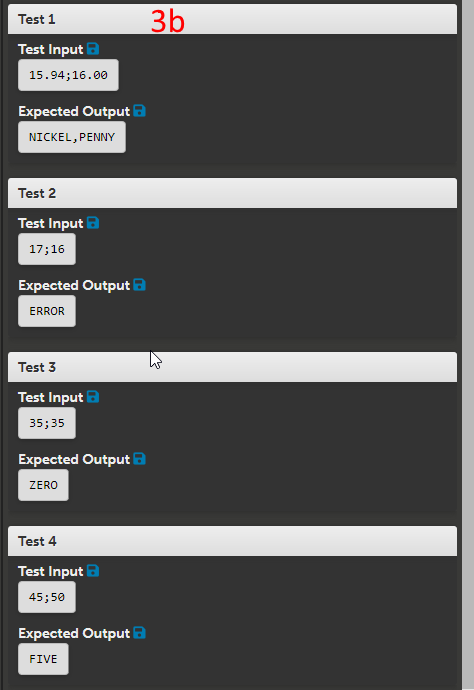 Test 1
3b
Test Input
15.94;16.00
Expected Output
NICKEL,PENNY
Test 2
Test Input
17;16
Expected Output
ERROR
Test 3
Test Input
35;35
Expected Output
ZERO
Test 4
Test Input
45;50
Expected Output
FIVE